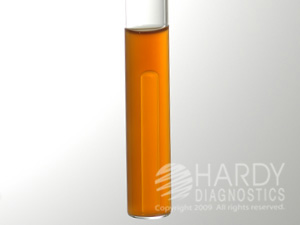 HARDY
DIAGNOSTICS
Copyright 2009 All rights reserved.